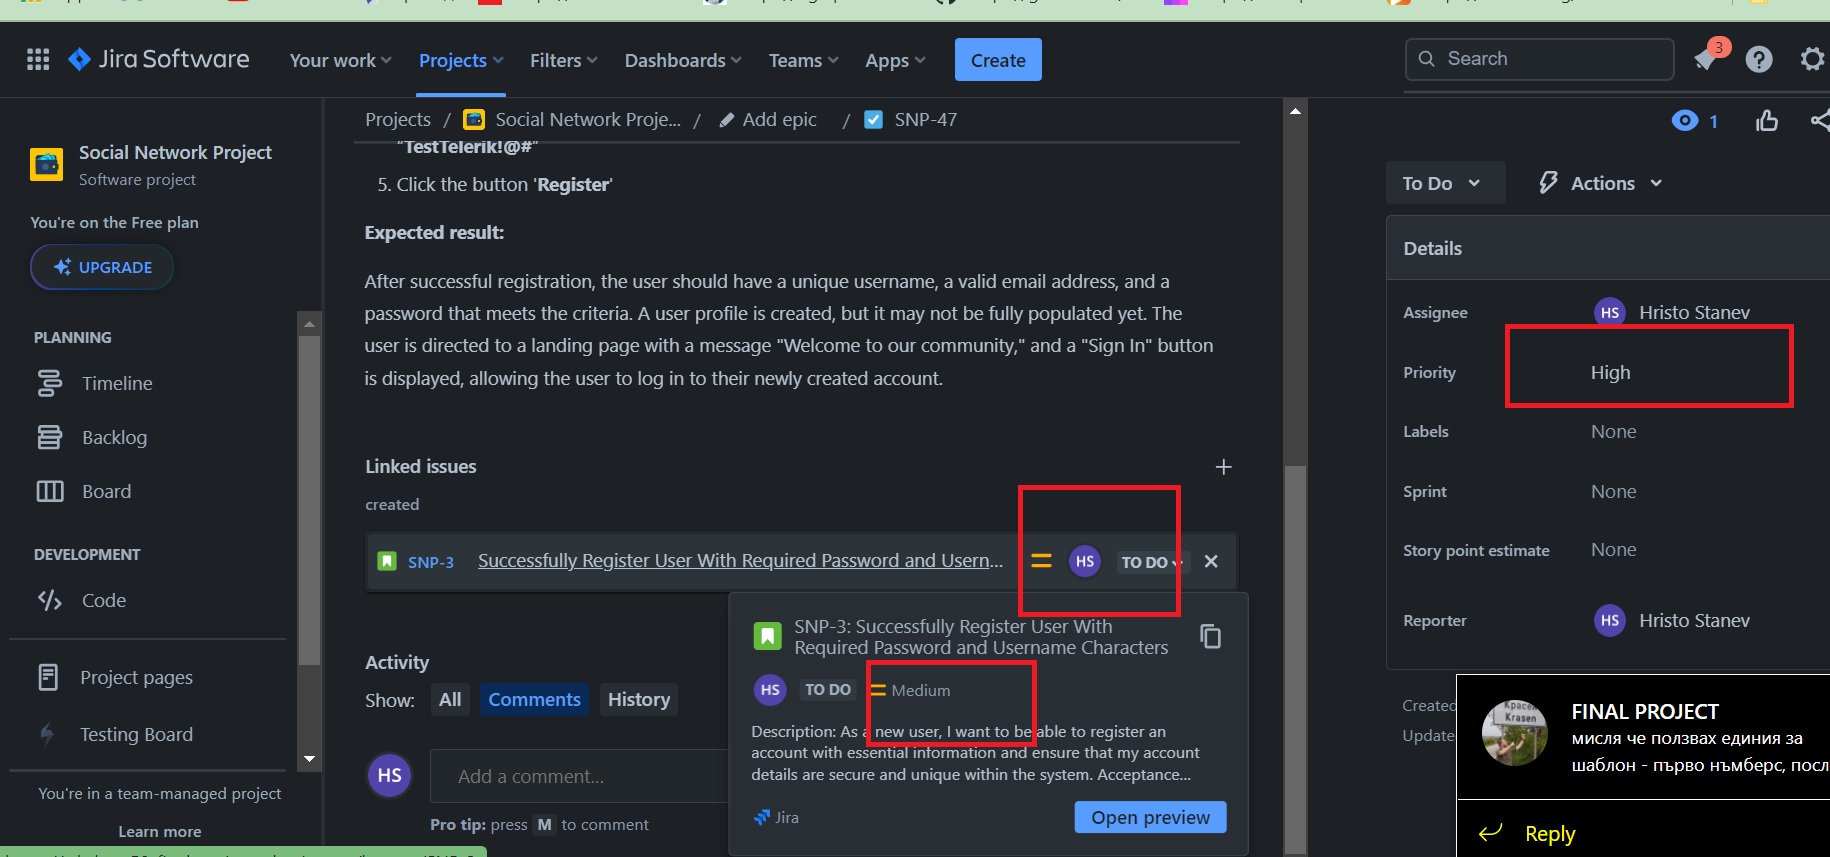 Jira Software
Your work
Projects
Filters
Dashboards
Teams
Apps
Create
Search
3
Projects / Social Network Proje... / Add epic / SNP-47
1
Social Network Project
Software project
You're on the Free plan
UPGRADE
PLANNING
Timeline
Backlog
Board
DEVELOPMENT
Code
Project pages
Testing Board
You're in a team-managed project
Learn more
"TestTelerik!@#"
5. Click the button 'Register'
Expected result:
After successful registration, the user should have a unique username, a valid email address, and a
password that meets the criteria. A user profile is created, but it may not be fully populated yet. The
user is directed to a landing page with a message "Welcome to our community," and a "Sign In" button
is displayed, allowing the user to log in to their newly created account.
Linked issues
created
SNP-3 Successfully Register User With Required Password and Usern... HS TO DO
SNP-3: Successfully Register User With
Required Password and Username Characters
HS TO DO Medium
Description: As a new user, I want to be able to register an
account with essential information and ensure that my account
details are secure and unique within the system. Acceptance...
Jira
Open preview
Activity
Show: All Comments History
HS Add a comment...
Pro tip: press M to comment
To Do
Actions
Details
Assignee HS Hristo Stanev
Priority High
Labels None
Sprint None
Story point estimate None
Reporter HS Hristo Stanev
Created
Update
Красен
Krasen
FINAL PROJECT
мисля че ползвах единия за
шаблон - първо нъмберс, посл
Reply